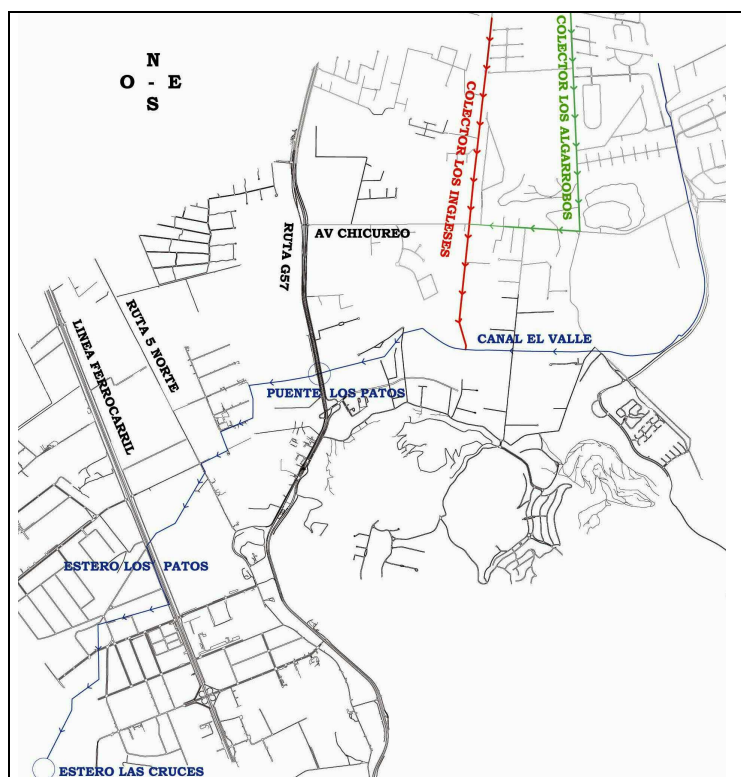 N
O - E
S
COLECTOR LOS ALGARROBOS
COLECTOR LOS INGLESES
RUTA G57
AV CHICUREO
RUTA 5 NORTE
LINEA FERROCARRIL
CANAL EL VALLE
PUENTE LOS PATOS
ESTERO LOS PATOS
ESTERO LAS CRUCES